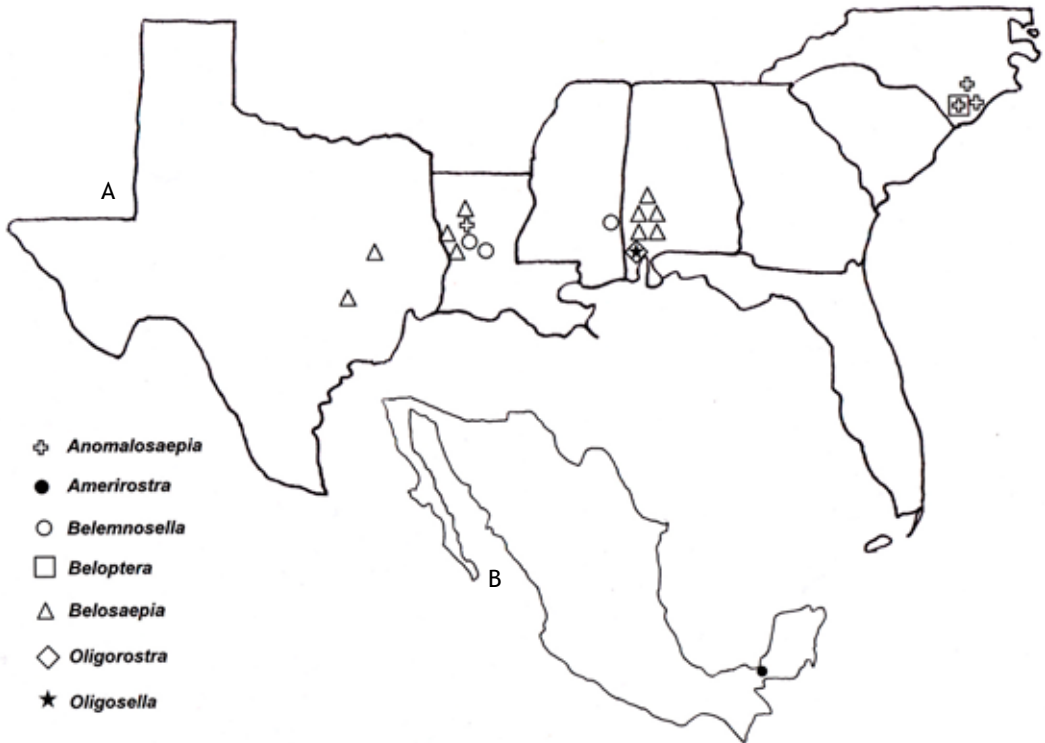 A
B
Anomalosaepia
Amerirostra
Belemnosella
Beloptera
Belosaepia
Oligorostra
Oligosella